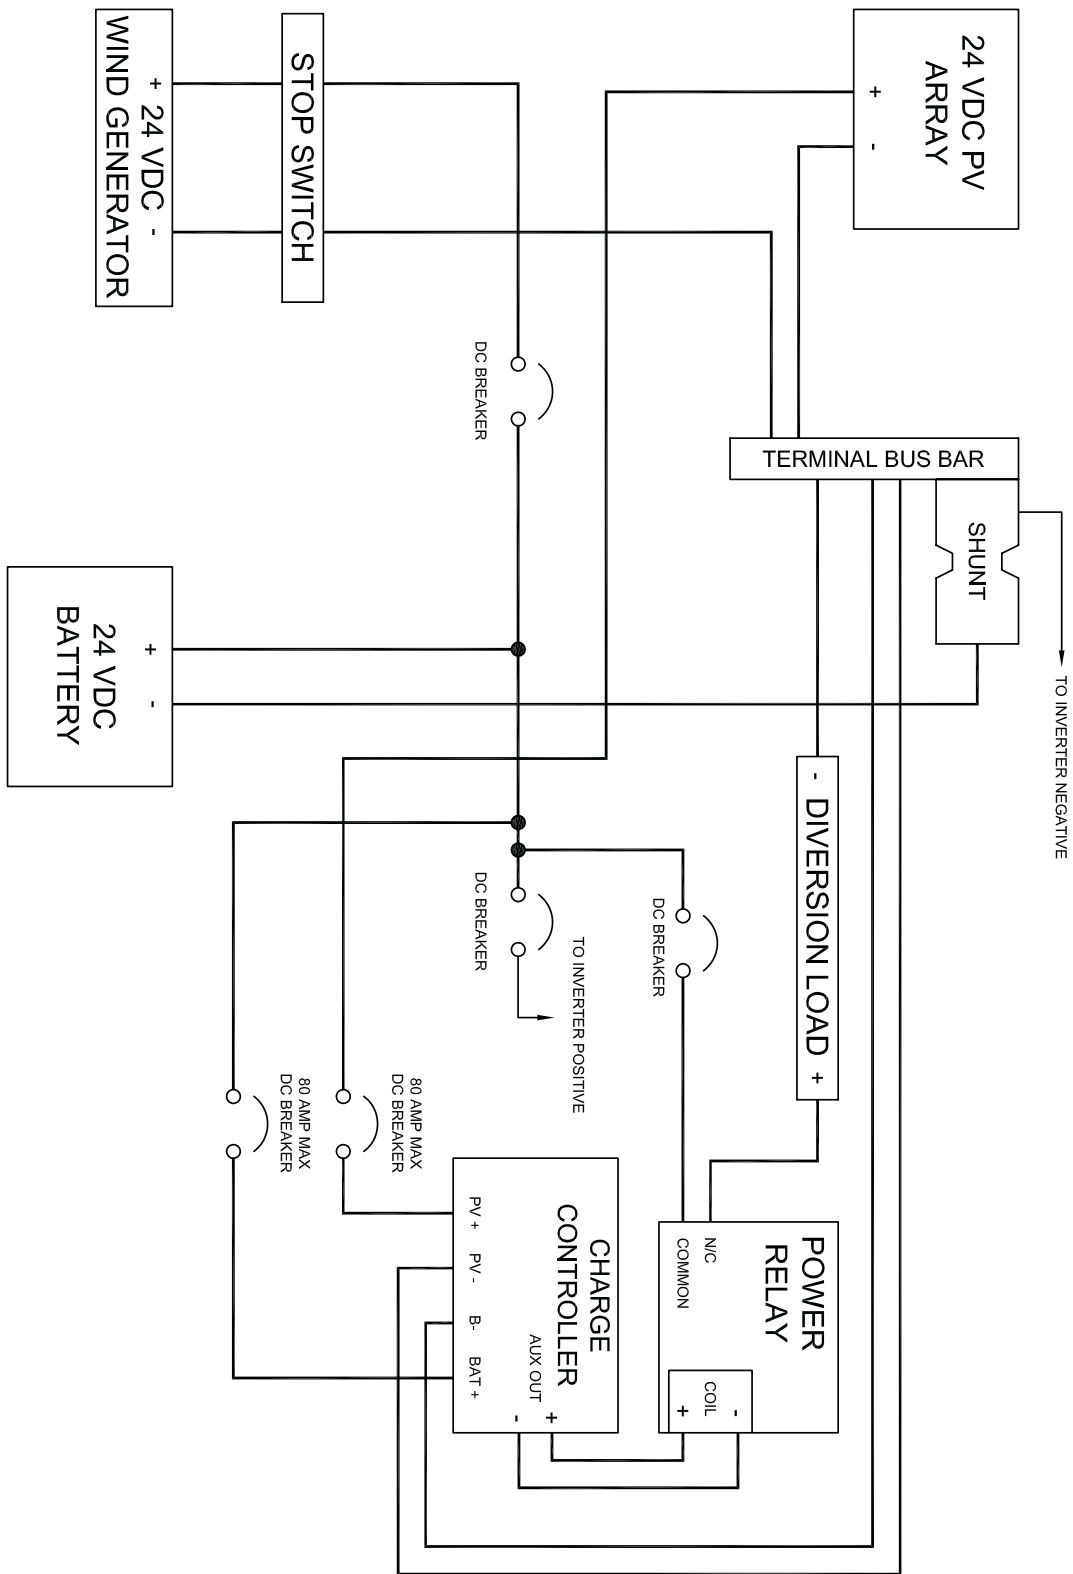 24 VDC PV
ARRAY
+
-
WIND GENERATOR
+ 24 VDC -
STOP SWITCH
DC BREAKER
TERMINAL BUS BAR
SHUNT
TO INVERTER NEGATIVE
24 VDC
BATTERY
+
-
- DIVERSION LOAD +
DC BREAKER
DC BREAKER
TO INVERTER POSITIVE
80 AMP MAX
DC BREAKER
80 AMP MAX
DC BREAKER
CHARGE
CONTROLLER
PV +
PV -
B-
BAT +
AUX OUT
-
+
POWER
RELAY
N/C
COMMON
COIL
+
-